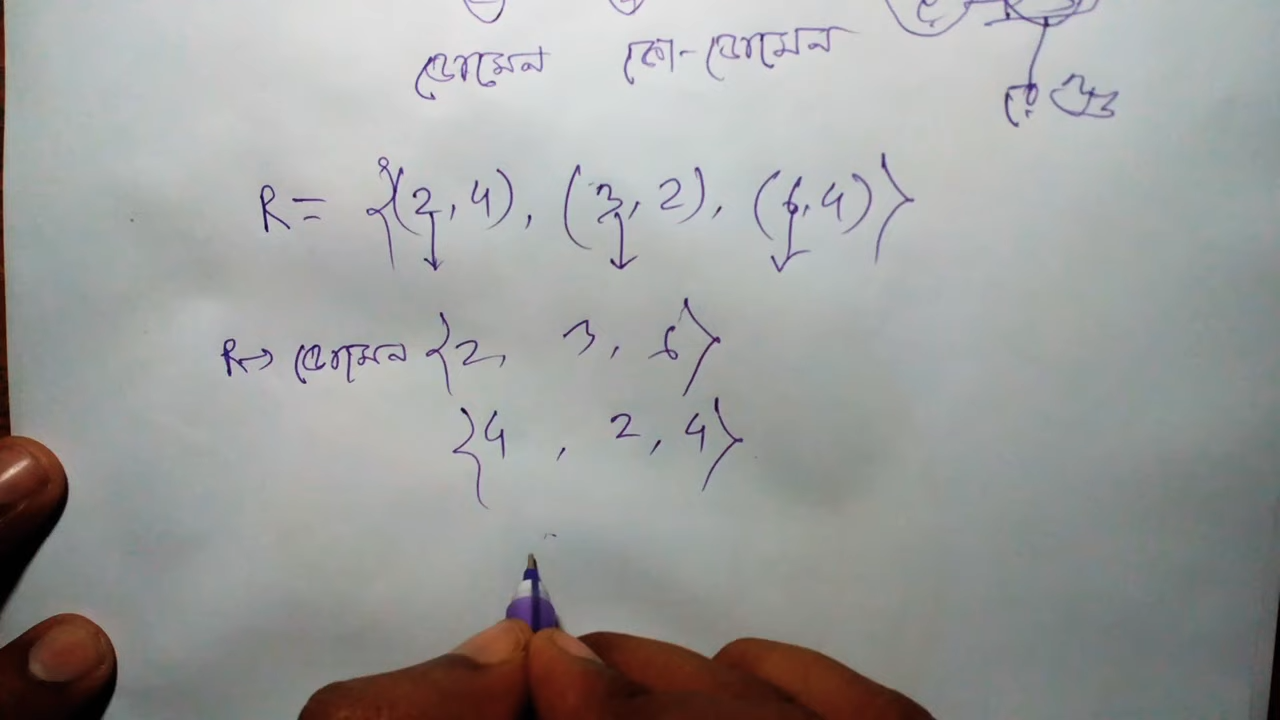 ডোমেন কো-ডোমেন রেঞ্জ
R = {(2, 4), (3, 2), (6, 4)}
R→ ডোমেন {2, 3, 6}
{4 , 2, 4}